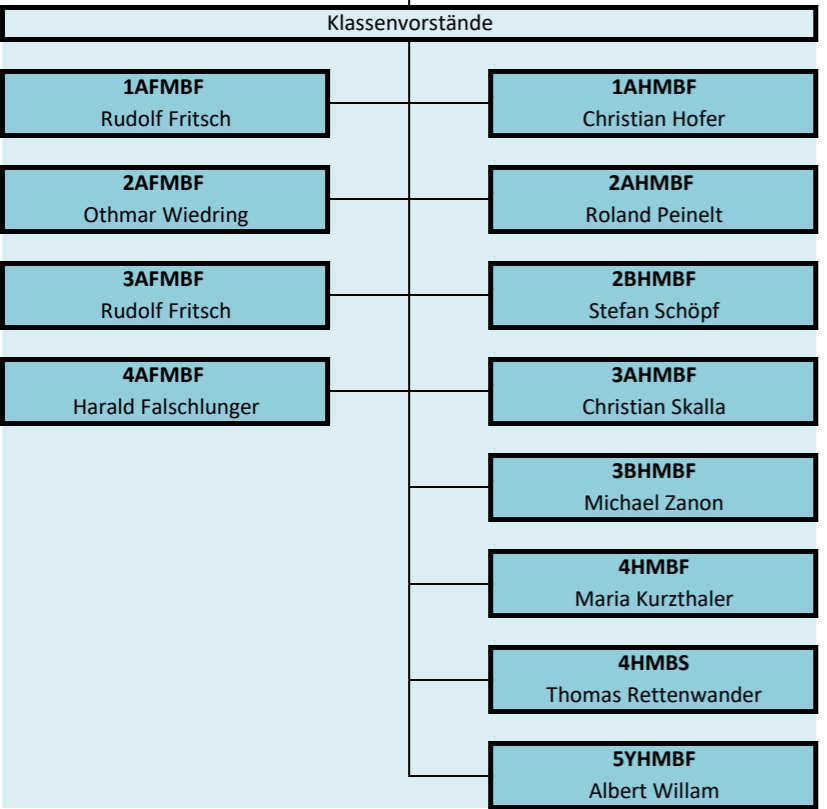 Klassenvorstände
1AFMBF
Rudolf Fritsch
1AHMBF
Christian Hofer
2AFMBF
Othmar Wiedring
2AHMBF
Roland Peinelt
3AFMBF
Rudolf Fritsch
2BHMBF
Stefan Schöpf
4AFMBF
Harald Falschlunger
3AHMBF
Christian Skalla
3BHMBF
Michael Zanon
4HMBF
Maria Kurzthaler
4HMBS
Thomas Rettenwander
5YHMBF
Albert Willam